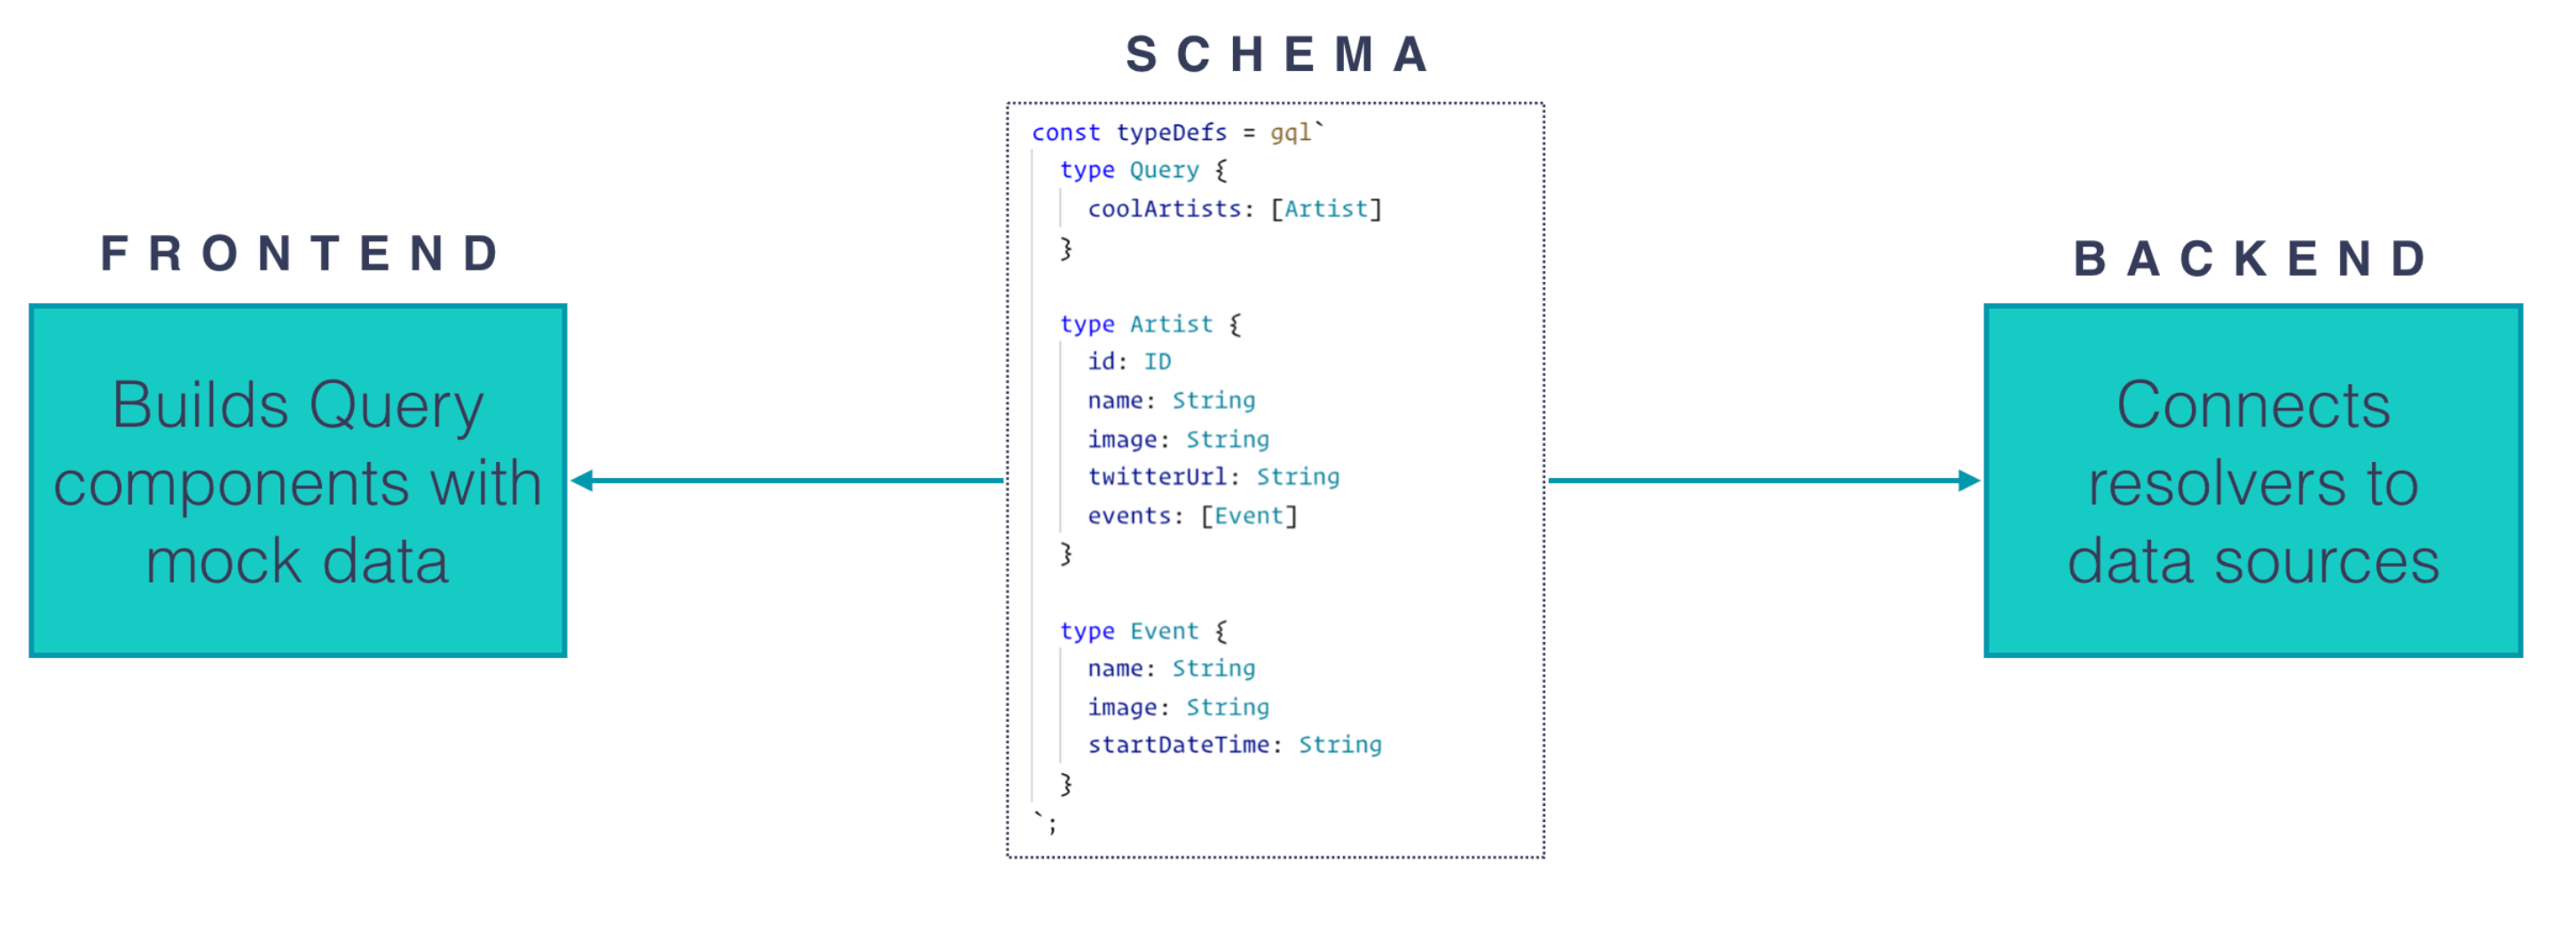 SCHEMA
const typeDefs = gql`
type Query {
coolArtists: [Artist]
}
type Artist {
id: ID
name: String
image: String
twitterUrl: String
events: [Event]
}
type Event {
name: String
image: String
startDateTime: String
}
`;
FRONTEND
Builds Query
components with
mock data
BACKEND
Connects
resolvers to
data sources